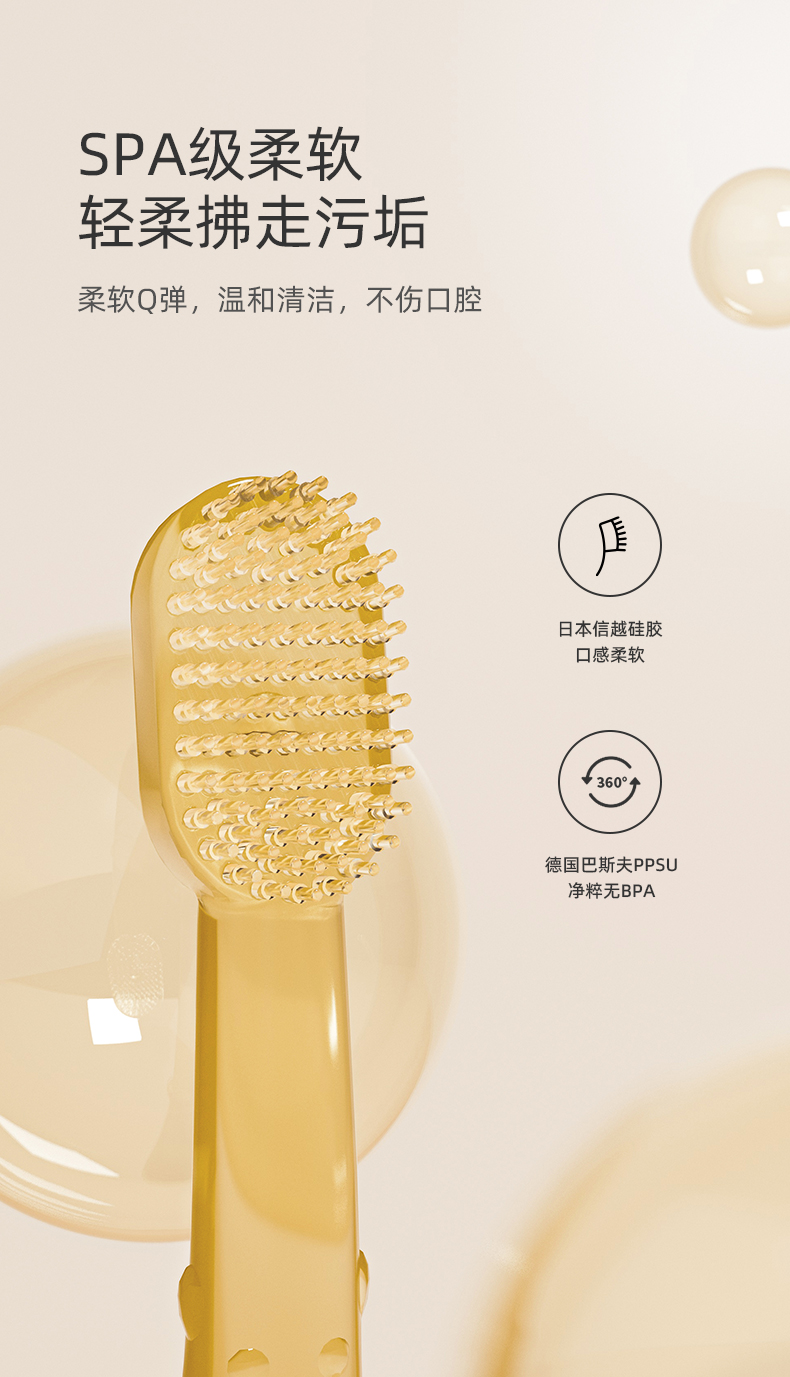 SPA级柔软
轻柔拂走污垢
柔软Q弹，温和清洁，不伤口腔
日本信越硅胶
口感柔软
360°
德国巴斯夫PPSU
净粹无BPA